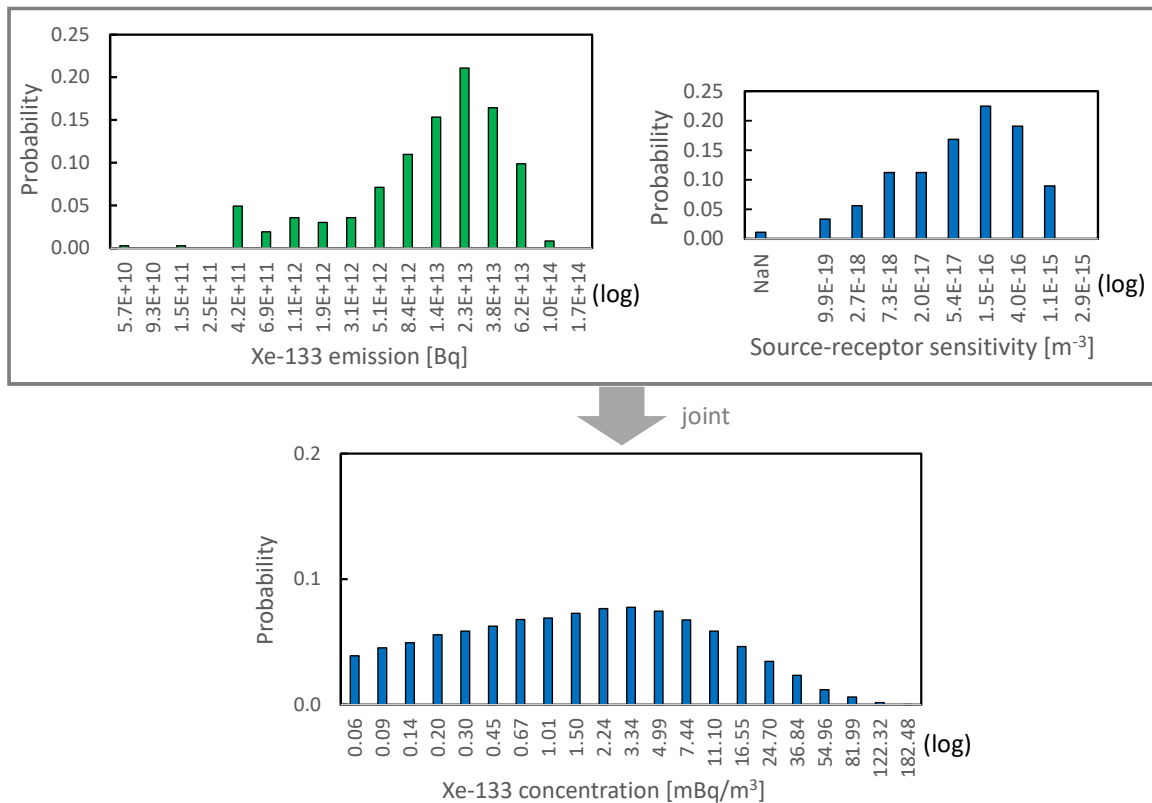 0.25
0.20
0.15
0.10
0.05
0.00
Probability
5.7E+10
9.3E+10
1.5E+11
2.5E+11
4.2E+11
6.9E+11
1.1E+12
1.9E+12
3.1E+12
5.1E+12
8.4E+12
1.4E+13
2.3E+13
3.8E+13
6.2E+13
1.0E+14
1.7E+14
(log)
Xe-133 emission [Bq]
0.25
0.20
0.15
0.10
0.05
0.00
Probability
NaN
9.9E-19
2.7E-18
7.3E-18
2.0E-17
5.4E-17
1.5E-16
4.0E-16
1.1E-15
2.9E-15
(log)
Source-receptor sensitivity [m⁻³]
joint
0.2
0.1
0.0
Probability
0.06
0.09
0.14
0.20
0.30
0.45
0.67
1.01
1.50
2.24
3.34
4.99
7.44
11.10
16.55
24.70
36.84
54.96
81.99
122.32
182.48
(log)
Xe-133 concentration [mBq/m³]